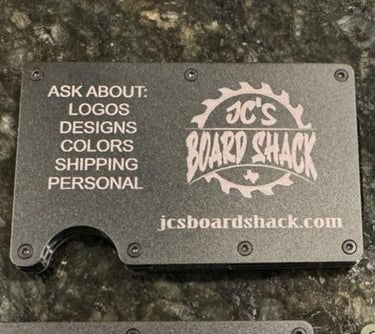 ASK ABOUT:
LOGOS
DESIGNS
COLORS
SHIPPING
PERSONAL
JC'S
BOARD SHACK
jcsboardshack.com